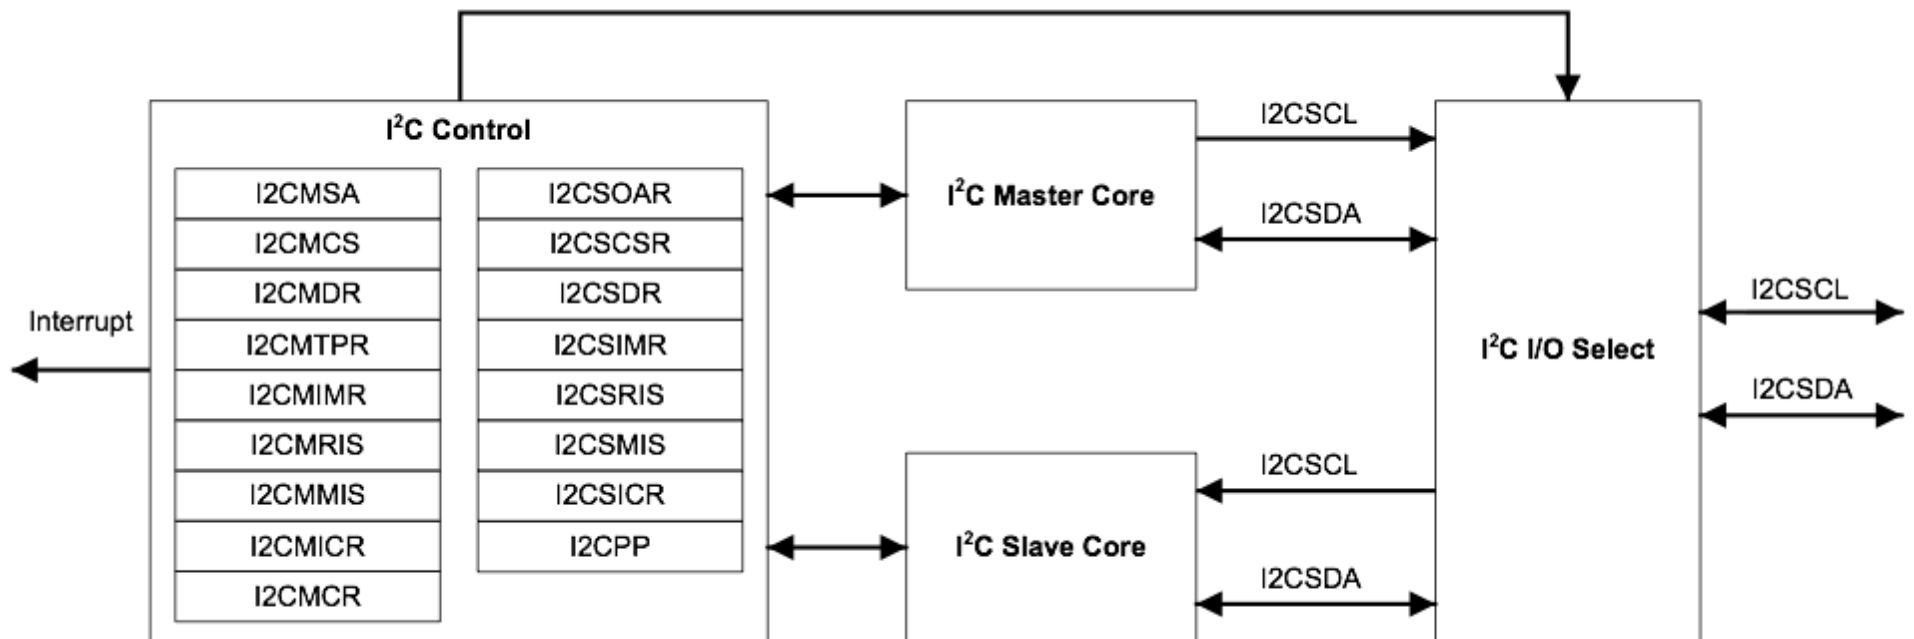 I²C Control
I2CMSA
I2CMCS
I2CMDR
I2CMTPR
I2CMIMR
I2CMRIS
I2CMMIS
I2CMICR
I2CMCR
I2CSOAR
I2CSCSR
I2CSDR
I2CSIMR
I2CSRIS
I2CSMIS
I2CSICR
I2CPP
Interrupt
I²C Master Core
I2CSCL
I2CSDA
I²C Slave Core
I2CSCL
I2CSDA
I²C I/O Select
I2CSCL
I2CSDA